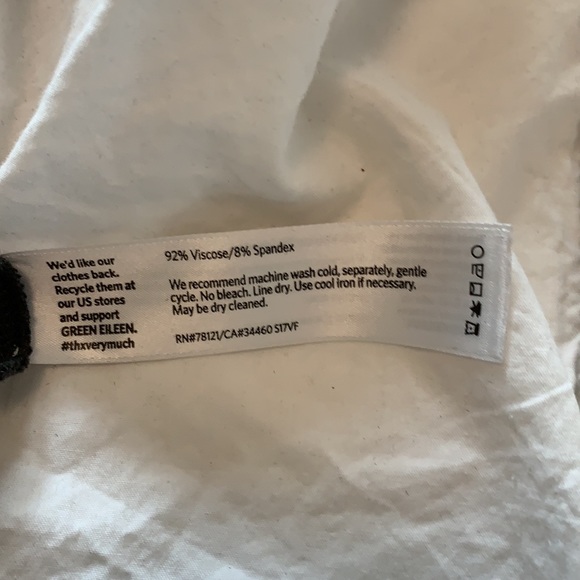 We'd like our
clothes back.
Recycle them at
our US stores
and support
GREEN EILEEN.
#thxverymuch
92% Viscose/8% Spandex
We recommend machine wash cold, separately, gentle
cycle. No bleach. Line dry. Use cool iron if necessary.
May be dry cleaned.
RN#78121/CA#34460 S17VF